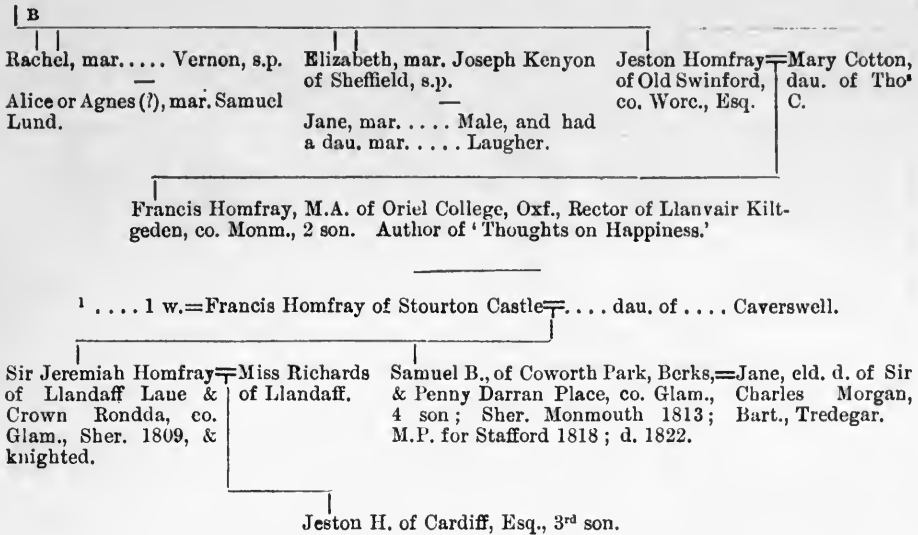 B
Rachel, mar. .... Vernon, s.p.
—
Alice or Agnes (?), mar. Samuel
Lund.
Elizabeth, mar. Joseph Kenyon
of Sheffield, s.p.
—
Jane, mar. .... Male, and had
a dau. mar. .... Laugher.
Jeston Homfray=Mary Cotton,
of Old Swinford, dau. of Thoˢ
co. Worc., Esq. C.
Francis Homfray, M.A. of Oriel College, Oxf., Rector of Llanvair Kilt-
geden, co. Monm., 2 son. Author of ‘Thoughts on Happiness.’
¹ .... 1 w.=Francis Homfray of Stourton Castle=.... dau. of .... Caverswell.
Sir Jeremiah Homfray=Miss Richards
of Llandaff Laue & of Llandaff.
Crown Rondda, co.
Glam., Sher. 1809, &
knighted.
Samuel B., of Coworth Park, Berks,=Jane, eld. d. of Sir
& Penny Darran Place, co. Glam., Charles Morgan,
4 son; Sher. Monmouth 1813; Bart., Tredegar.
M.P. for Stafford 1818; d. 1822.
Jeston H. of Cardiff, Esq., 3ʳᵈ son.